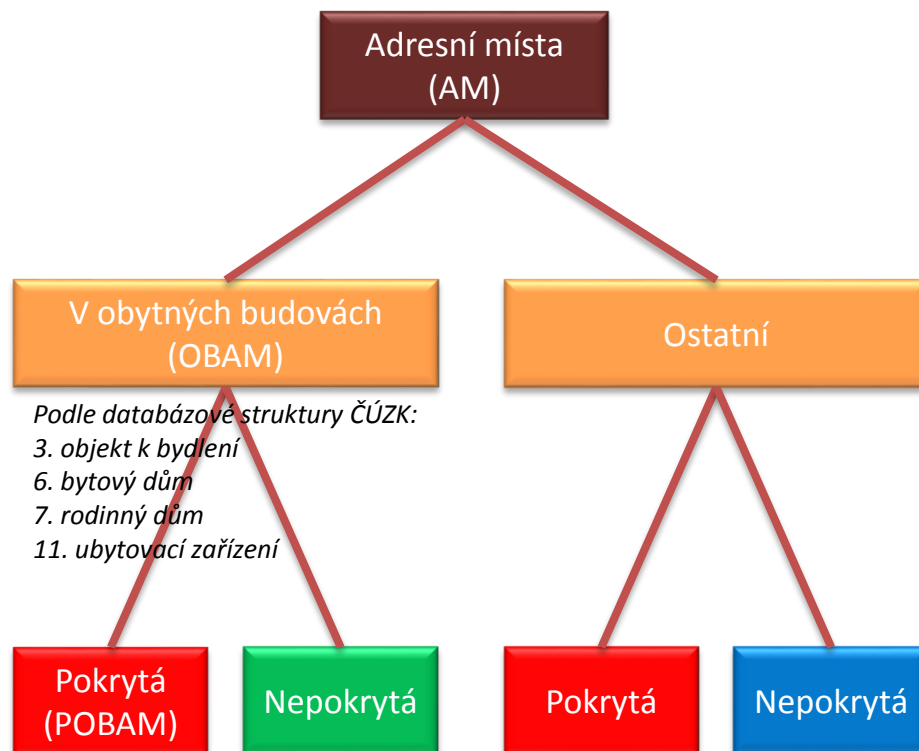 Adresní místa
(AM)
V obytných budovách
(OBAM)
Ostatní
Podle databázové struktury ČÚZK:
3. objekt k bydlení
6. bytový dům
7. rodinný dům
11. ubytovací zařízení
Pokrytá
(POBAM)
Nepokrytá
Pokrytá
Nepokrytá